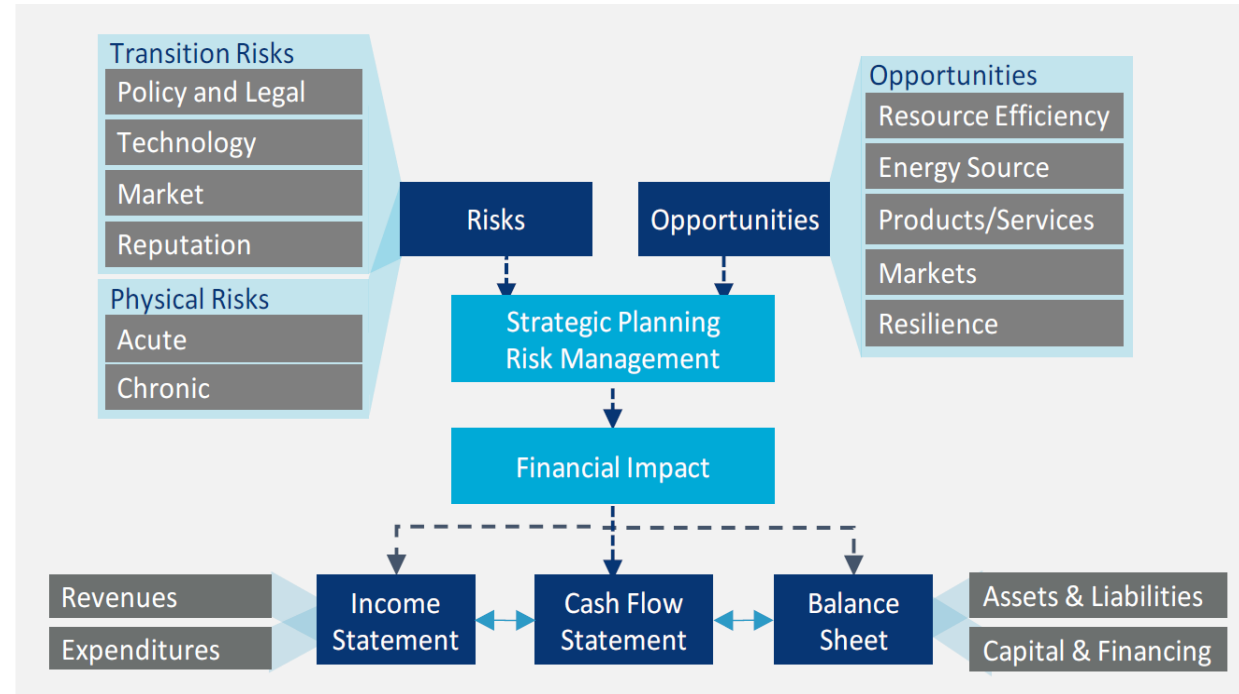 Transition Risks
Policy and Legal
Technology
Market
Reputation
Physical Risks
Acute
Chronic
Risks
Opportunities
Opportunities
Resource Efficiency
Energy Source
Products/Services
Markets
Resilience
Strategic Planning
Risk Management
Financial Impact
Revenues
Expenditures
Income
Statement
Cash Flow
Statement
Balance
Sheet
Assets & Liabilities
Capital & Financing